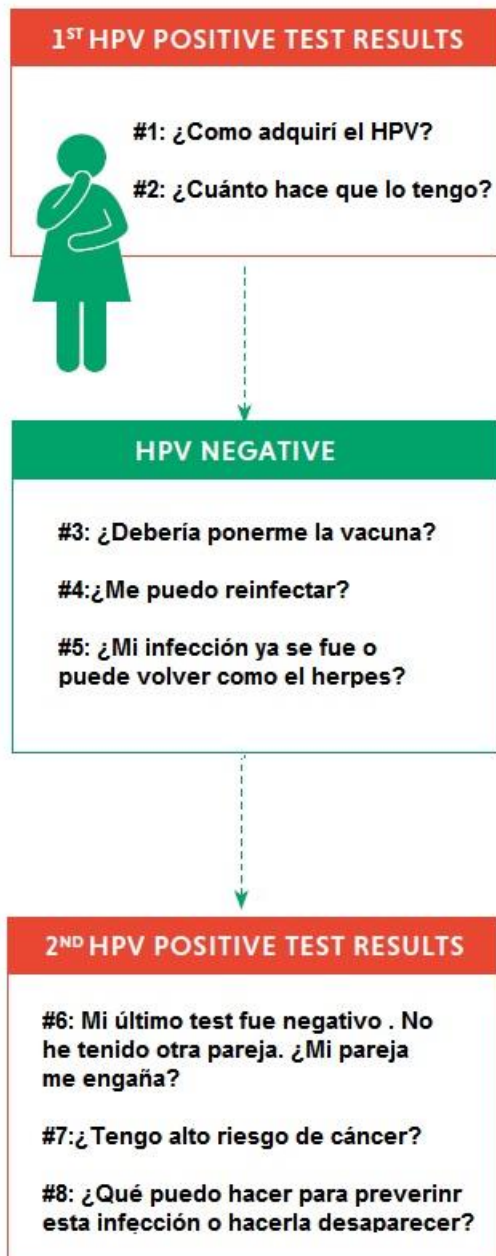 1ST HPV POSITIVE TEST RESULTS
#1: ¿Como adquirí el HPV?
#2: ¿Cuánto hace que lo tengo?
HPV NEGATIVE
#3: ¿Debería ponerme la vacuna?
#4:¿Me puedo reinfectar?
#5: ¿Mi infección ya se fue o
puede volver como el herpes?
2ND HPV POSITIVE TEST RESULTS
#6: Mi último test fue negativo . No
he tenido otra pareja. ¿Mi pareja
me engaña?
#7:¿Tengo alto riesgo de cáncer?
#8: ¿Qué puedo hacer para preverinr
esta infección o hacerla desaparecer?